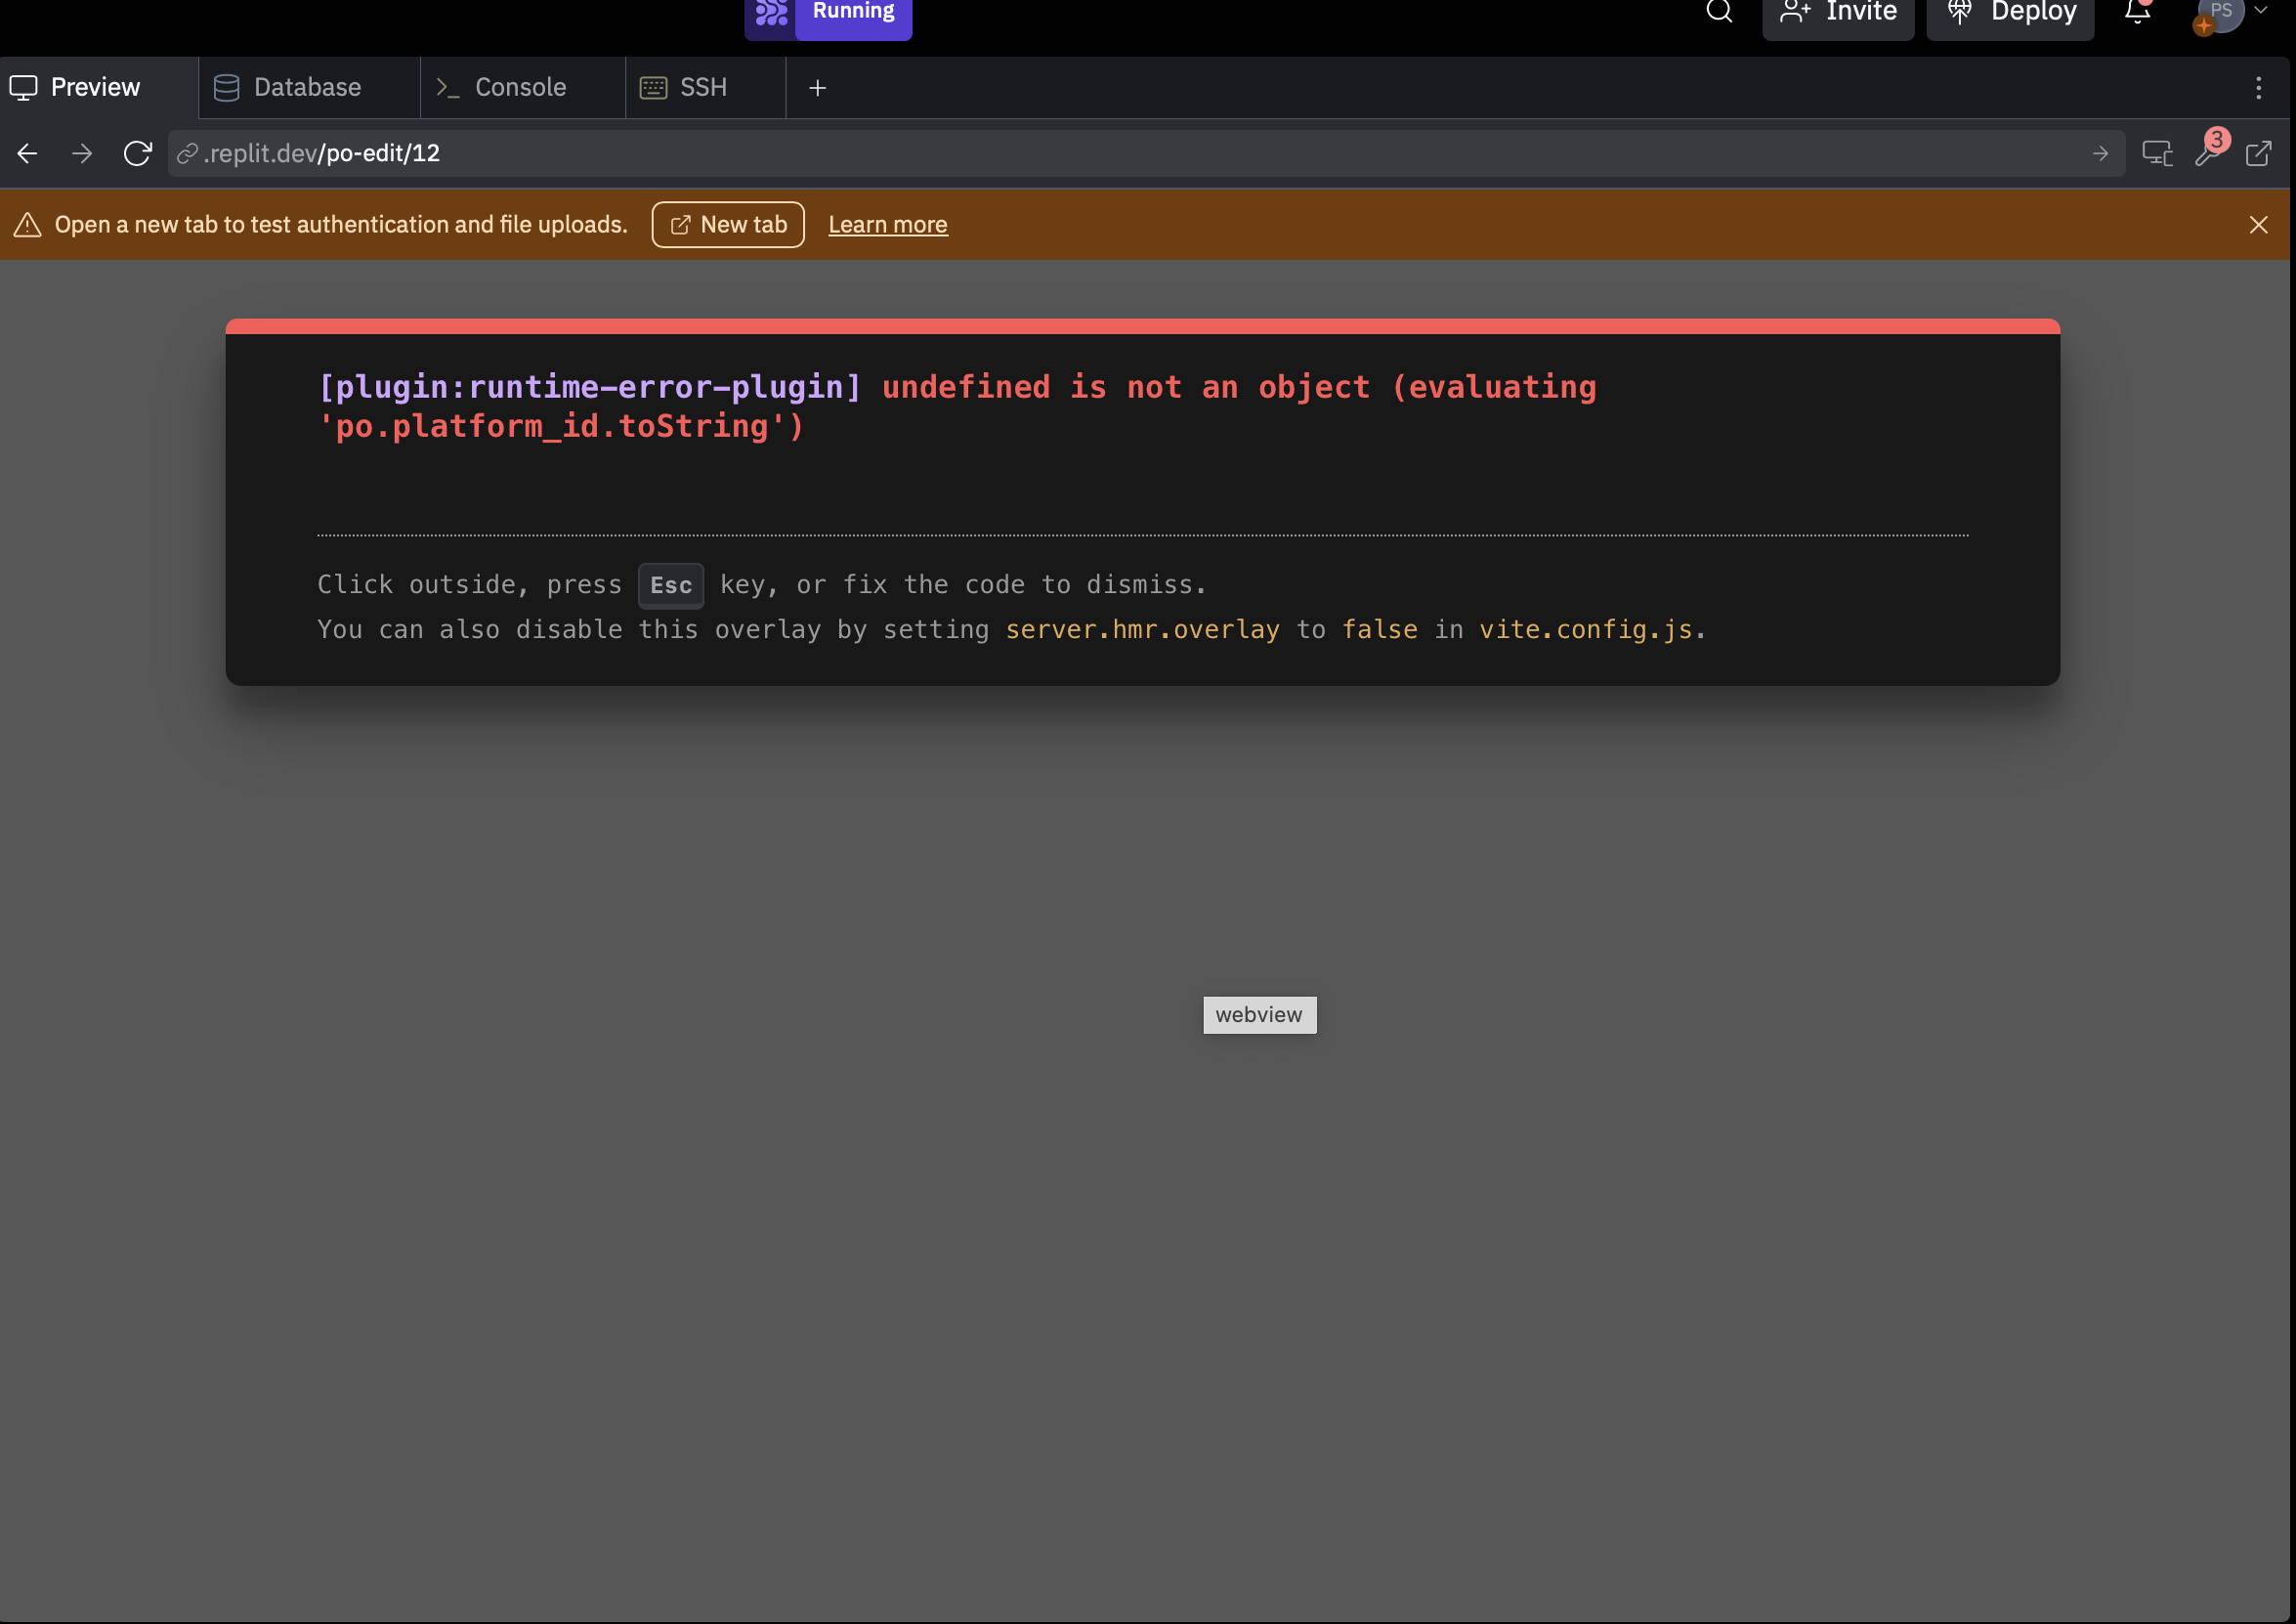 Running
Invite
Deploy
PS
Preview
Database
Console
SSH
.replit.dev/po-edit/12
3
Open a new tab to test authentication and file uploads.
New tab
Learn more
[plugin:runtime-error-plugin] undefined is not an object (evaluating
'po.platform_id.toString')
Click outside, press Esc key, or fix the code to dismiss.
You can also disable this overlay by setting server.hmr.overlay to false in vite.config.js.
webview